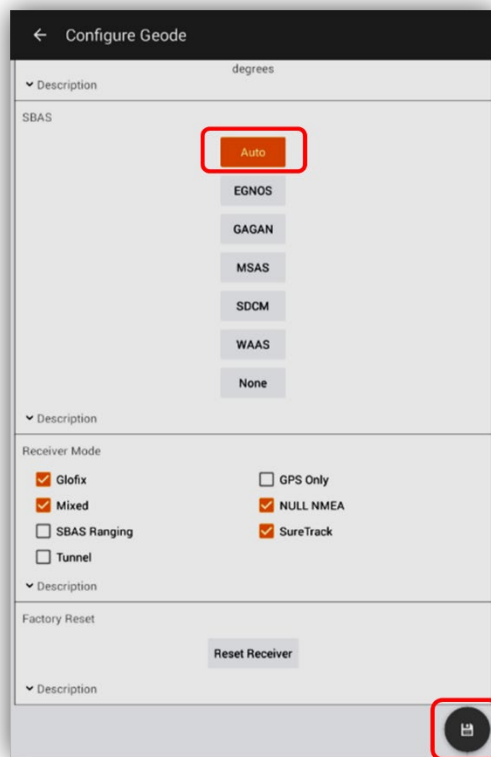 Configure Geode
degrees
Description
SBAS
Auto
EGNOS
GAGAN
MSAS
SDCM
WAAS
None
Description
Receiver Mode
Glofix
GPS Only
Mixed
NULL NMEA
SBAS Ranging
SureTrack
Tunnel
Description
Factory Reset
Reset Receiver
Description